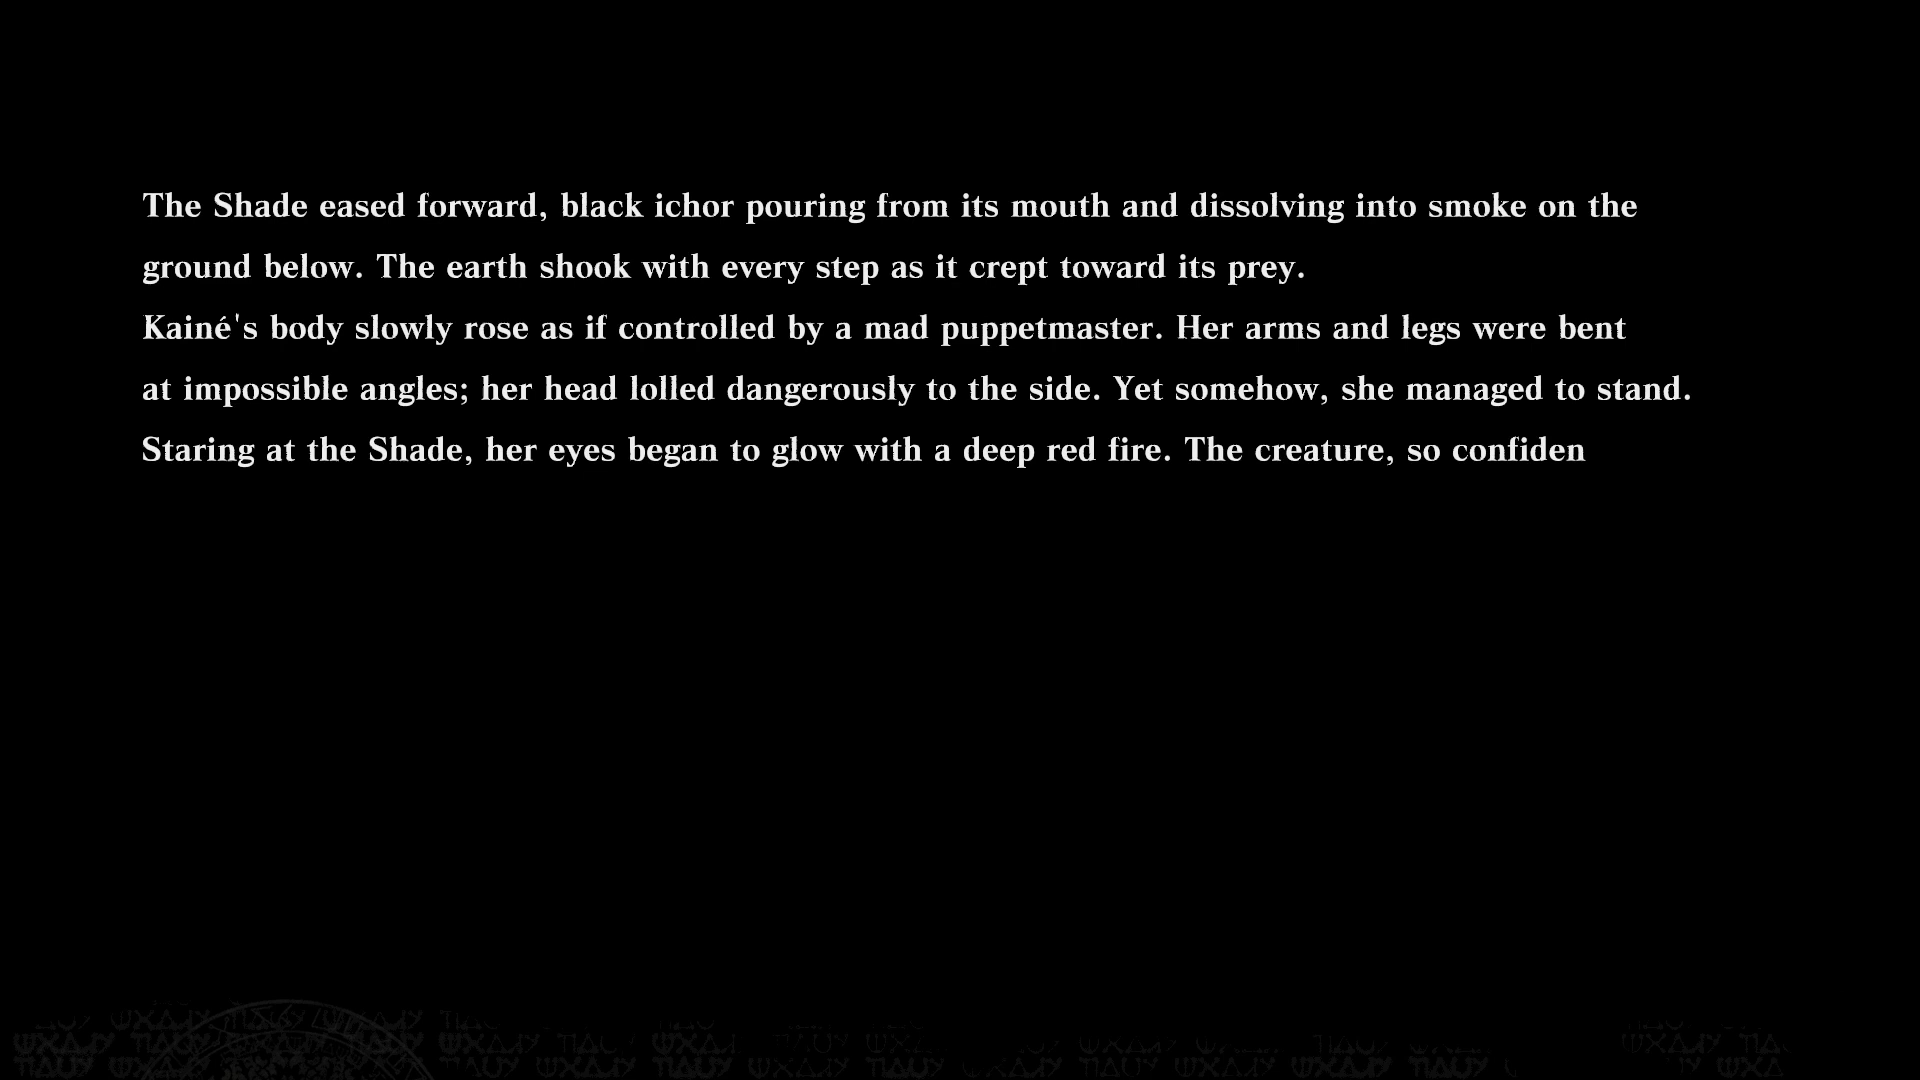 The Shade eased forward, black ichor pouring from its mouth and dissolving into smoke on the
ground below. The earth shook with every step as it crept toward its prey.
Kainé's body slowly rose as if controlled by a mad puppetmaster. Her arms and legs were bent
at impossible angles; her head lolled dangerously to the side. Yet somehow, she managed to stand.
Staring at the Shade, her eyes began to glow with a deep red fire. The creature, so confiden